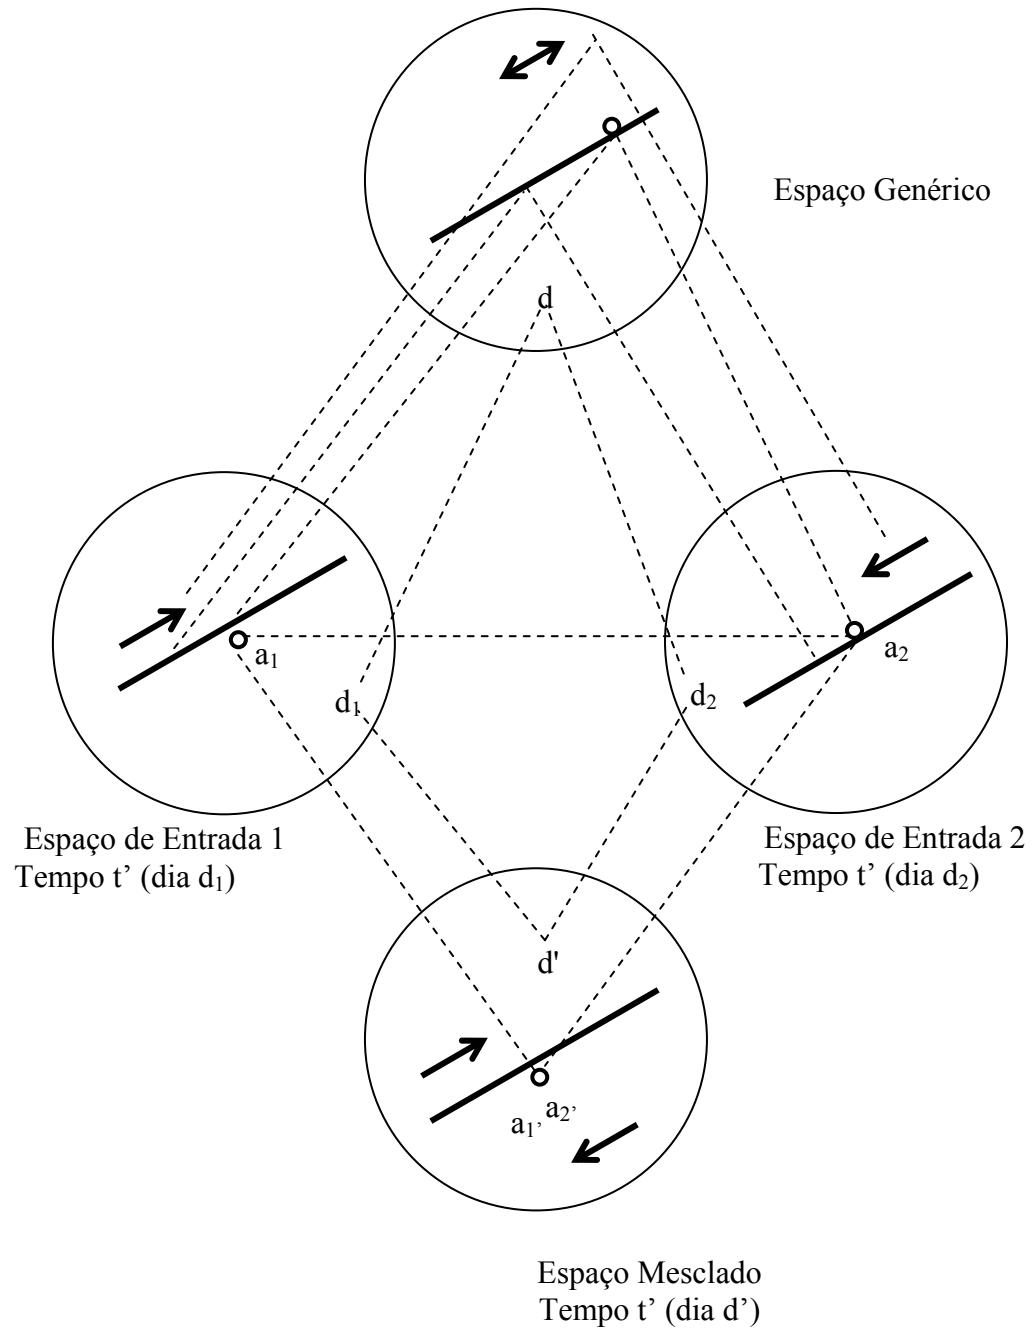 Espaço Genérico
d
a₁
a₂
d₁
d₂
Espaço de Entrada 1
Tempo t’ (dia d₁)
Espaço de Entrada 2
Tempo t’ (dia d₂)
d'
a₁’ a₂’
Espaço Mesclado
Tempo t’ (dia d’)